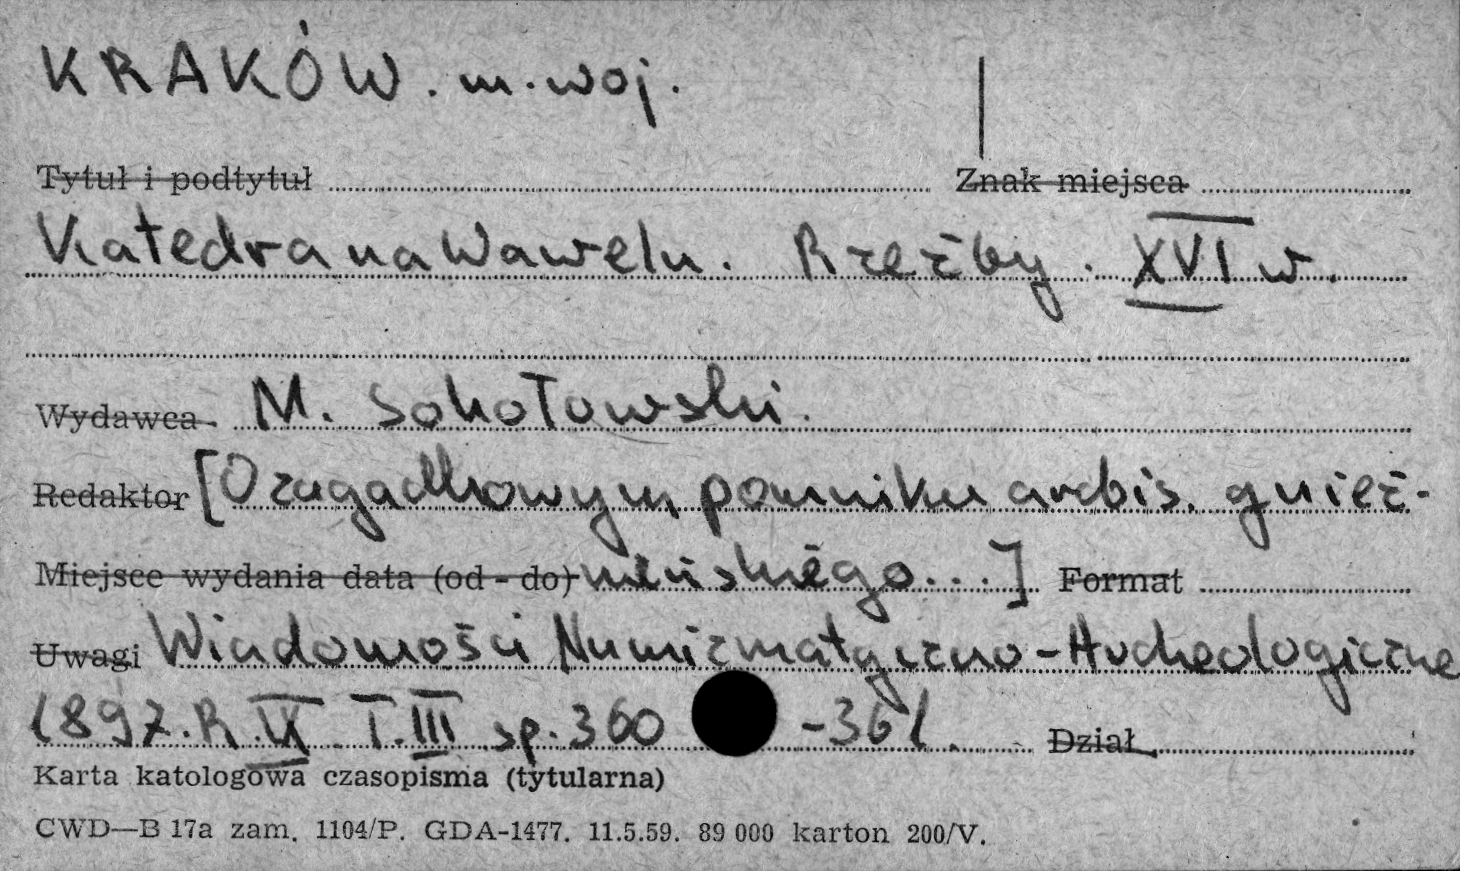 KRAKÓW. m. woj.
Tytuł i podtytuł Znak miejsca
Katedra na Wawelu. Rzeźby. XVI w.
Wydawca. M. Sokołowski.
Redaktor [O zagadkowym pomniku arcbis. gnieź-
Miejsce wydania data (od - do) nieńskiego...] Format
Uwagi Wiadomości Numizmatyczno-Archeologiczne
1897. R. IX T. III sp. 360 -361. Dział
Karta katologowa czasopisma (tytularna)
CWD—B 17a zam. 1104/P. GDA-1477. 11.5.59. 89 000 karton 200/V.